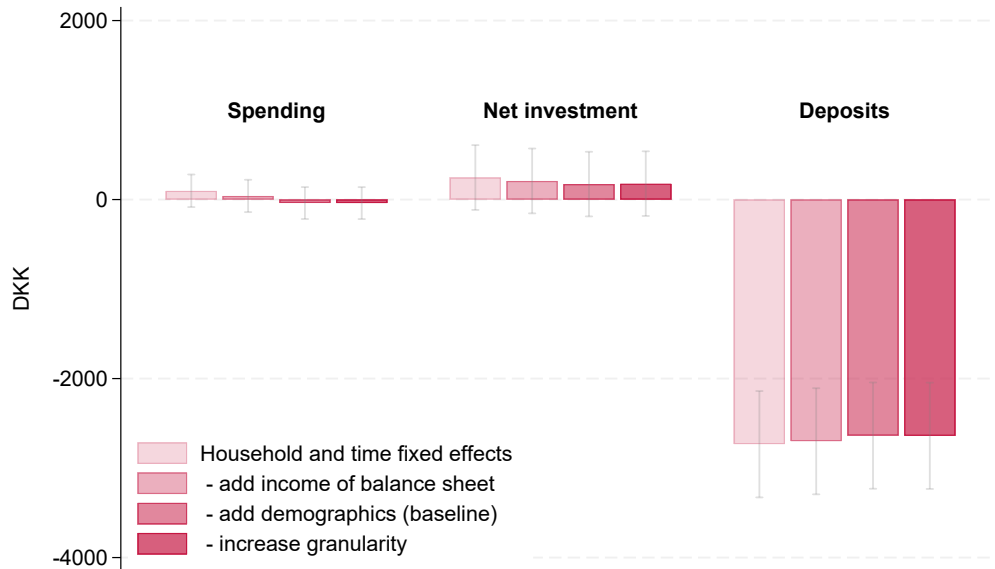 2000
Spending
Net investment
Deposits
0
DKK
-2000
Household and time fixed effects
- add income of balance sheet
- add demographics (baseline)
- increase granularity
-4000